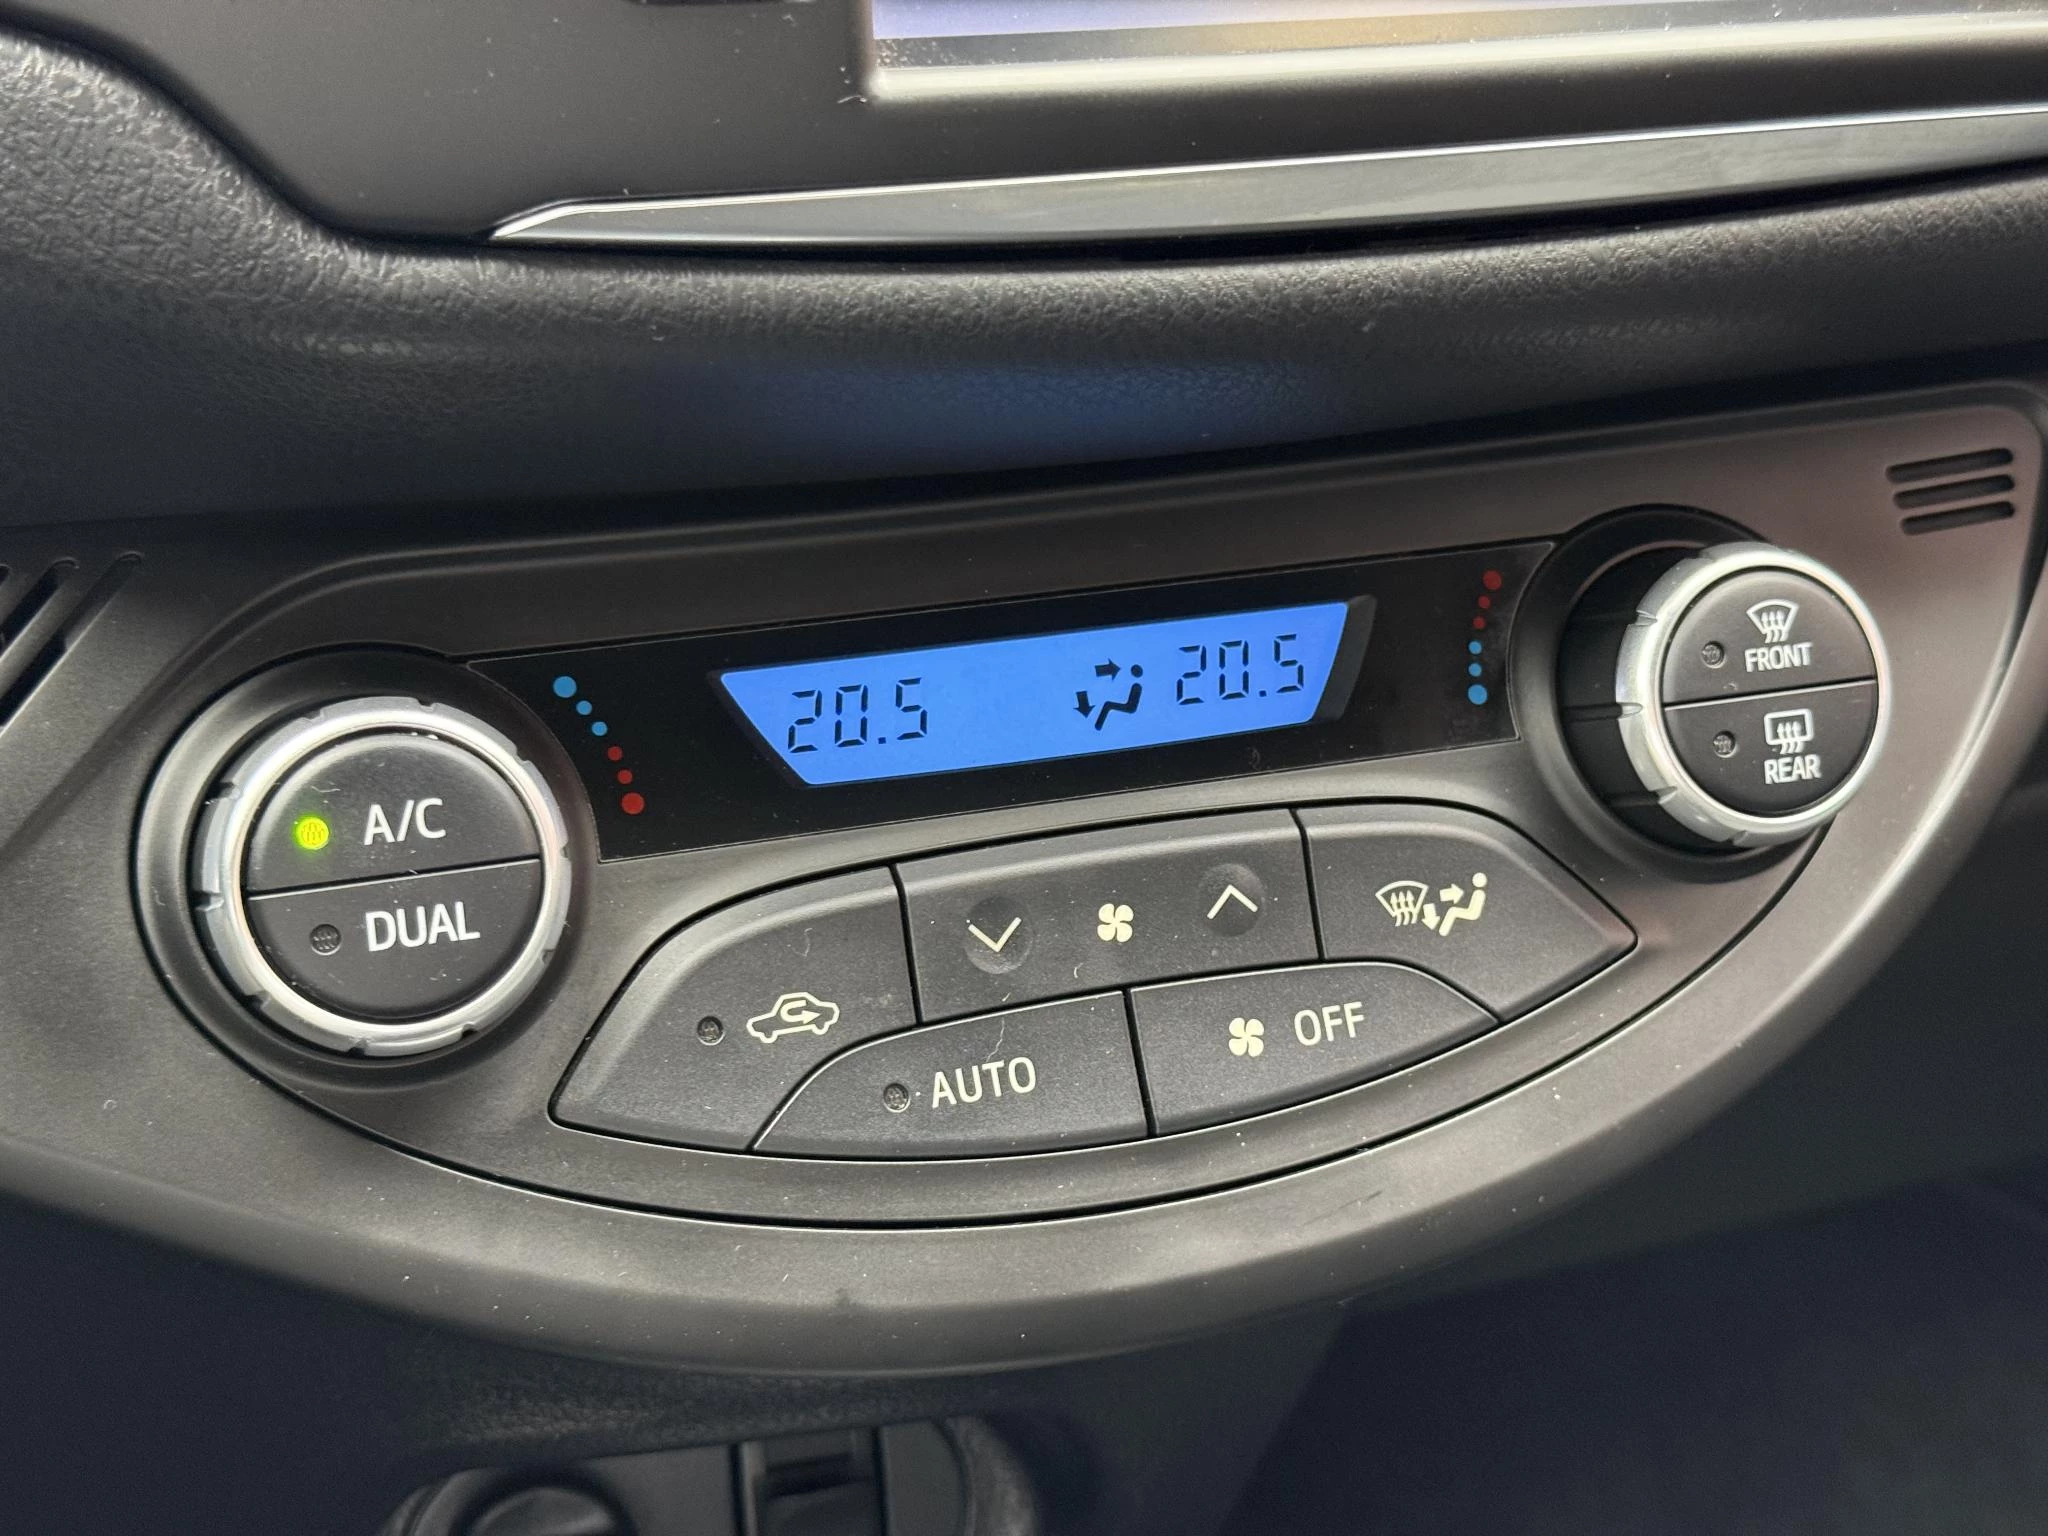 20.5
20.5
FRONT
REAR
A/C
DUAL
AUTO
OFF